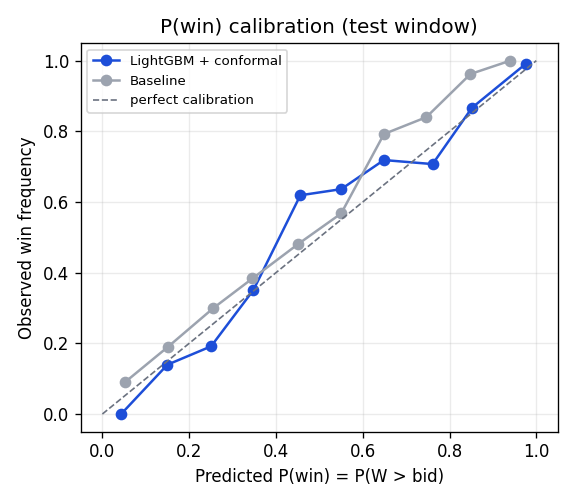 P(win) calibration (test window)
LightGBM + conformal
Baseline
perfect calibration
Observed win frequency
1.0
0.8
0.6
0.4
0.2
0.0
0.0 0.2 0.4 0.6 0.8 1.0
Predicted P(win) = P(W > bid)